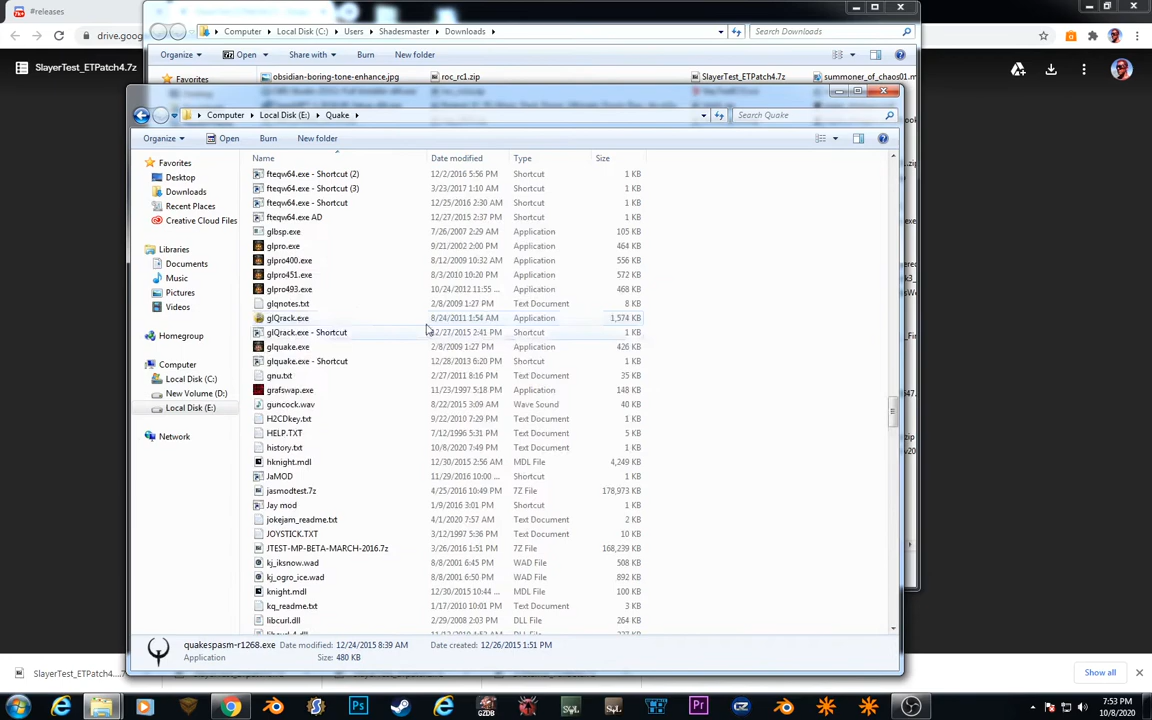 #releases
drive.goog
SlayerTest_ETPatch4.7z
Computer Local Disk (C:) Users Shadesmaster Downloads
Search Downloads
Organize Open Share with Burn New folder
Favorites obsidian-boring-tone-enhance.jpg roc_rc1.zip SlayerTest_ETPatch4.7z summoner_of_chaos01.m
Computer Local Disk (E:) Quake
Search Quake
Organize Open Burn New folder
Favorites
Desktop
Downloads
Recent Places
Creative Cloud Files
Libraries
Documents
Music
Pictures
Videos
Homegroup
Computer
Local Disk (C:)
New Volume (D:)
Local Disk (E:)
Network
Name Date modified Type Size
fteqw64.exe - Shortcut (2) 12/2/2016 5:56 PM Shortcut 1 KB
fteqw64.exe - Shortcut (3) 3/23/2017 1:10 AM Shortcut 1 KB
fteqw64.exe - Shortcut 12/25/2016 2:30 AM Shortcut 1 KB
fteqw64.exe AD 12/27/2015 2:37 PM Shortcut 1 KB
glbsp.exe 7/26/2007 2:29 AM Application 105 KB
glpro.exe 9/21/2002 2:00 PM Application 464 KB
glpro400.exe 8/12/2009 10:32 AM Application 556 KB
glpro451.exe 8/3/2010 10:20 PM Application 572 KB
glpro493.exe 10/24/2012 11:55 ... Application 468 KB
glqnotes.txt 2/8/2009 1:27 PM Text Document 8 KB
glQrack.exe 8/24/2011 1:54 AM Application 1,574 KB
glQrack.exe - Shortcut 12/27/2015 2:41 PM Shortcut 1 KB
glquake.exe 2/8/2009 1:27 PM Application 426 KB
glquake.exe - Shortcut 12/28/2013 6:20 PM Shortcut 1 KB
gnu.txt 2/27/2011 8:16 PM Text Document 35 KB
grafswap.exe 11/23/1997 5:18 PM Application 148 KB
guncock.wav 8/22/2015 3:09 AM Wave Sound 40 KB
H2CDkey.txt 9/22/2010 7:29 PM Text Document 1 KB
HELP.TXT 7/12/1996 5:31 PM Text Document 5 KB
history.txt 10/8/2020 7:49 PM Text Document 1 KB
hknight.mdl 12/30/2015 2:56 AM MDL File 4,249 KB
JaMOD 11/29/2016 10:00 ... Shortcut 1 KB
jasmodtest.7z 4/25/2016 10:49 PM 7Z File 178,973 KB
Jay mod 1/9/2016 3:01 PM Shortcut 1 KB
jokejam_readme.txt 4/1/2020 7:57 AM Text Document 2 KB
JOYSTICK.TXT 3/12/1997 5:36 PM Text Document 10 KB
JTEST-MP-BETA-MARCH-2016.7z 3/26/2016 1:51 PM 7Z File 168,239 KB
kj_iksnow.wad 8/8/2001 6:45 PM WAD File 508 KB
kj_ogro_ice.wad 8/8/2001 6:50 PM WAD File 892 KB
knight.mdl 12/30/2015 10:44 ... MDL File 100 KB
kq_readme.txt 1/17/2010 10:01 PM Text Document 3 KB
libcurl.dll 2/29/2008 2:03 PM
264 KB
quakespasm-r1268.exe Date modified: 12/24/2015 8:39 AM Date created: 12/26/2015 1:51 PM
Application Size: 480 KB
SlayerTest_ETPatch4....7z
Show all
Ps
GZDB
SQL
Pr
7:53 PM
10/8/2020